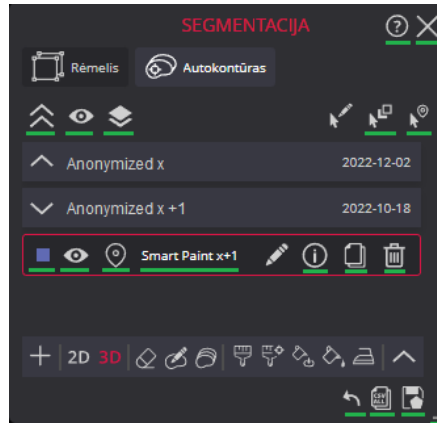 SEGMENTACIJA
Rėmelis Autokontūras
Anonymized x 2022-12-02
Anonymized x +1 2022-10-18
Smart Paint x+1
2D 3D
CSV ALL